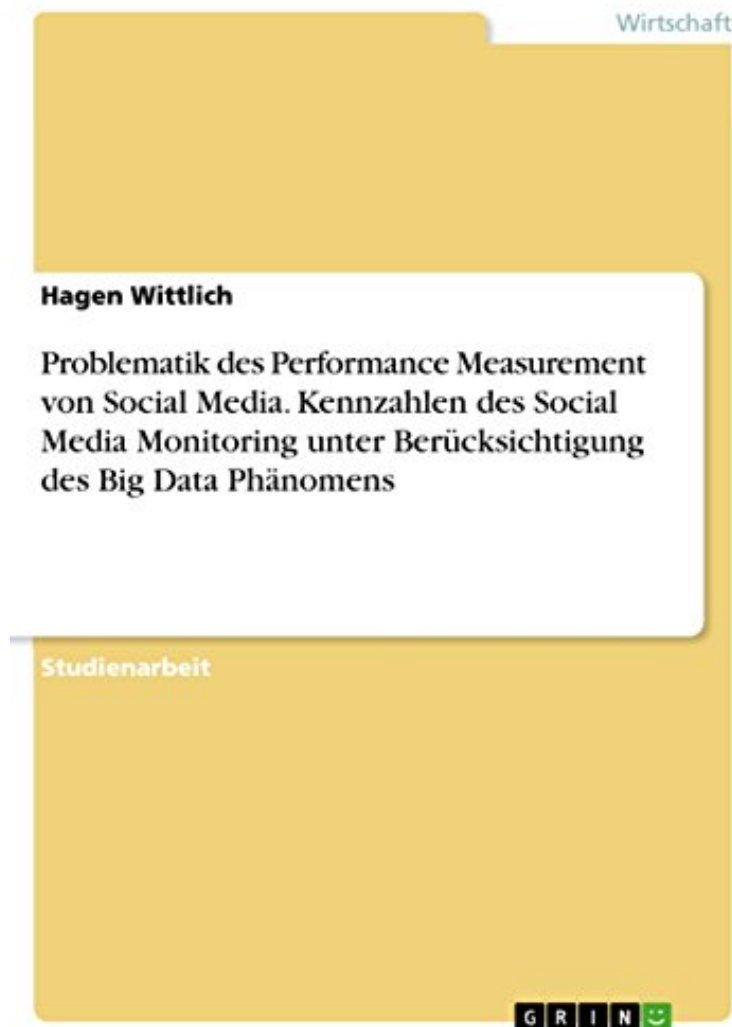 Wirtschaft
Hagen Wittlich
Problematik des Performance Measurement
von Social Media. Kennzahlen des Social
Media Monitoring unter Berücksichtigung
des Big Data Phänomens
Studienarbeit
GRIN